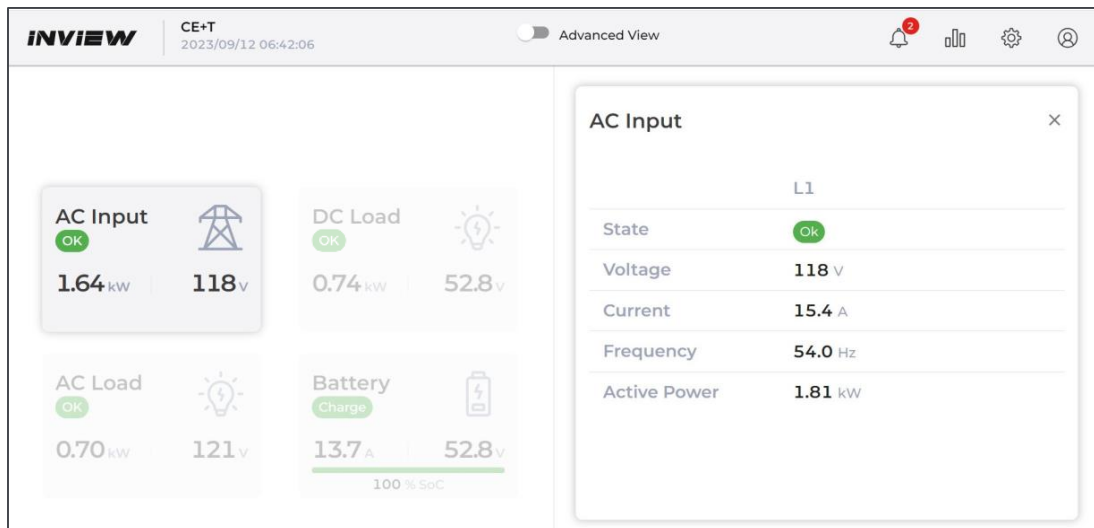 INVIEW
CE+T
2023/09/12 06:42:06
Advanced View
2
AC Input
OK
1.64 kW 118 V
DC Load
OK
0.74 kW 52.8 V
AC Load
OK
0.70 kW 121 V
Battery
Charge
13.7 A 52.8 V
100 % SoC
AC Input
L1
State Ok
Voltage 118 V
Current 15.4 A
Frequency 54.0 Hz
Active Power 1.81 kW